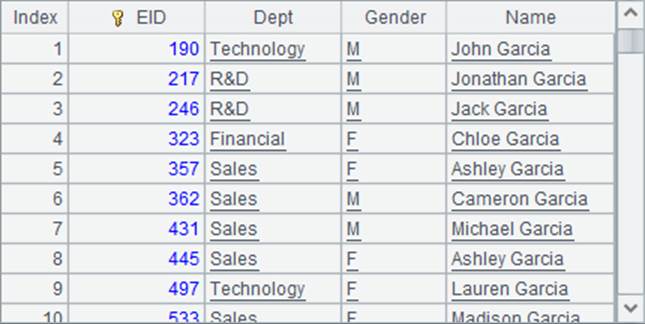 Index EID Dept Gender Name
1 190 Technology M John Garcia
2 217 R&D M Jonathan Garcia
3 246 R&D M Jack Garcia
4 323 Financial F Chloe Garcia
5 357 Sales F Ashley Garcia
6 362 Sales M Cameron Garcia
7 431 Sales M Michael Garcia
8 445 Sales F Ashley Garcia
9 497 Technology F Lauren Garcia
10 533 Sales F Madison Garcia